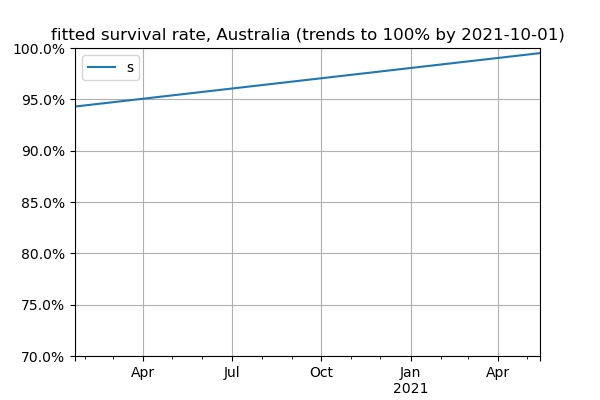 fitted survival rate, Australia (trends to 100% by 2021-10-01)
100.0%
s
95.0%
90.0%
85.0%
80.0%
75.0%
70.0%
Apr Jul Oct Jan Apr
2021